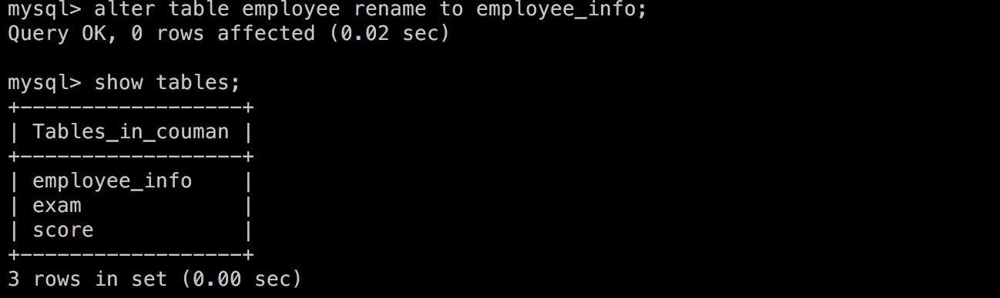 mysql> alter table employee rename to employee_info;
Query OK, 0 rows affected (0.02 sec)
mysql> show tables;
+------------------+
| Tables_in_couman |
+------------------+
| employee_info    |
| exam             |
| score            |
+------------------+
3 rows in set (0.00 sec)